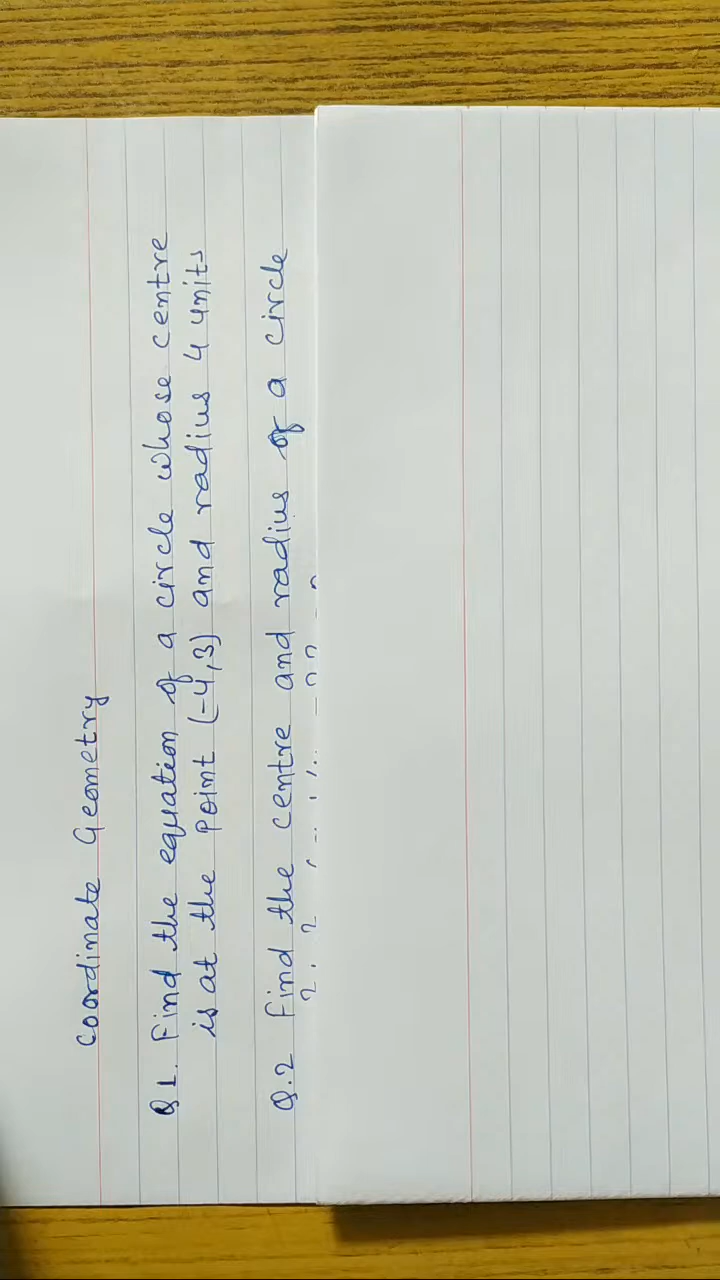 Coordinate Geometry
Q1. Find the equation of a circle whose centre
is at the point (-4,3) and radius 4 units
Q.2 Find the centre and radius of a circle